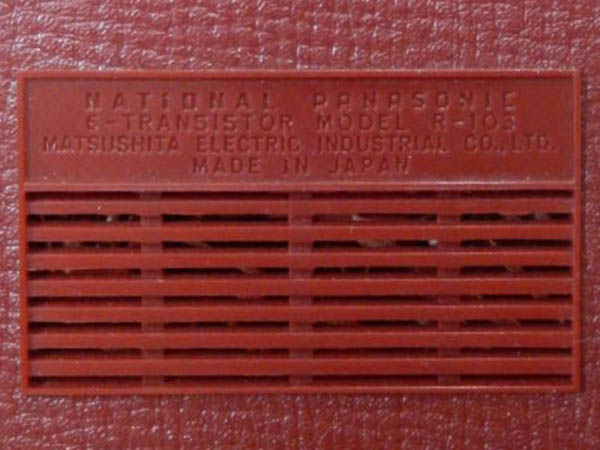 NATIONAL PANASONIC
6-TRANSISTOR MODEL R-103
MATSUSHITA ELECTRIC INDUSTRIAL CO., LTD.
MADE IN JAPAN